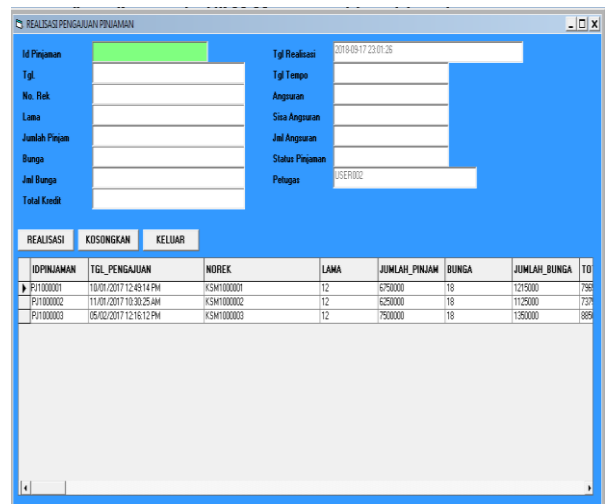 REALISASI PENGAJUAN PINJAMAN
Id Pinjaman
Tgl.
No. Rek
Lama
Jumlah Pinjam
Bunga
Jml Bunga
Total Kredit
Tgl Realisasi 2018-09-17 23:01:26
Tgl Tempo
Angsuran
Sisa Angsuran
Jml Angsuran
Status Pinjaman
Petugas USER002
REALISASI KOSONGKAN KELUAR
IDPINJAMAN TGL_PENGAJUAN NOREK LAMA JUMLAH_PINJAM BUNGA JUMLAH_BUNGA TO
PJ1000001 10/01/2017 12:49:14 PM KSM1000001 12 6750000 18 1215000 796
PJ1000002 11/01/2017 10:30:25 AM KSM1000002 12 6250000 18 1125000 737
PJ1000003 05/02/2017 12:16:12 PM KSM1000003 12 7500000 18 1350000 885